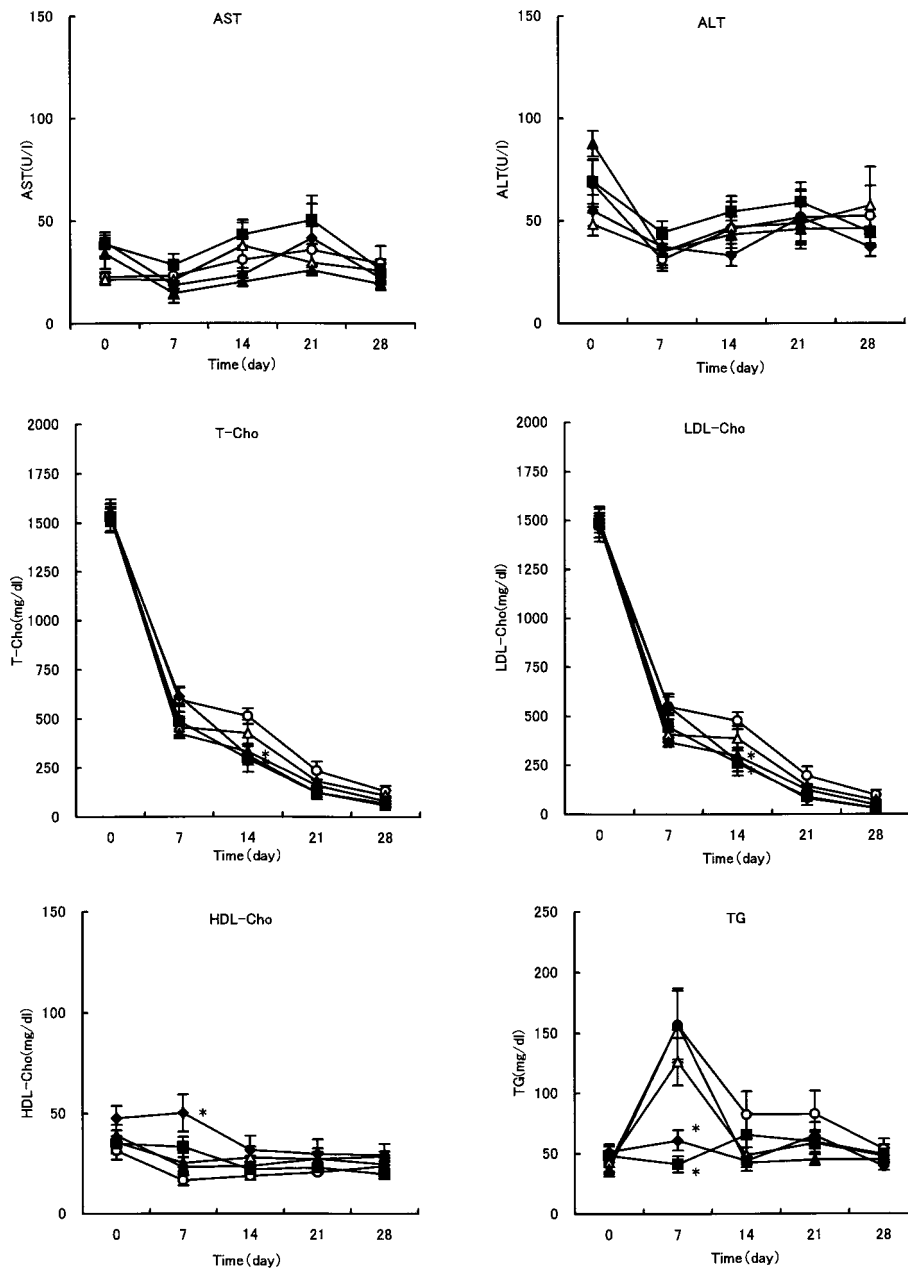 AST
150
100
50
0
AST(U/l)
0 7 14 21 28
Time(day)
ALT
150
100
50
0
ALT(U/l)
0 7 14 21 28
Time(day)
T-Cho
2000
1750
1500
1250
1000
750
500
250
0
T-Cho(mg/dl)
*
*
0 7 14 21 28
Time(day)
LDL-Cho
2000
1750
1500
1250
1000
750
500
250
0
LDL-Cho(mg/dl)
*
*
0 7 14 21 28
Time(day)
HDL-Cho
150
100
50
0
HDL-Cho(mg/dl)
*
0 7 14 21 28
Time(day)
TG
250
200
150
100
50
0
TG(mg/dl)
*
*
0 7 14 21 28
Time(day)